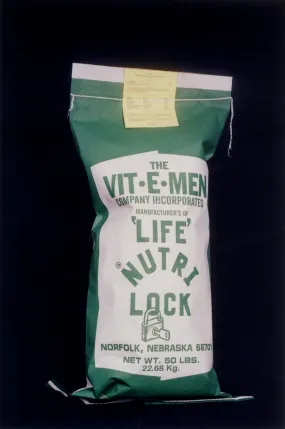 THE
VIT·E·MEN
COMPANY INCORPORATED
MANUFACTURER'S OF
'LIFE'
NUTRI
LOCK
NORFOLK, NEBRASKA 68701
NET WT. 50 LBS.
22.68 Kg.